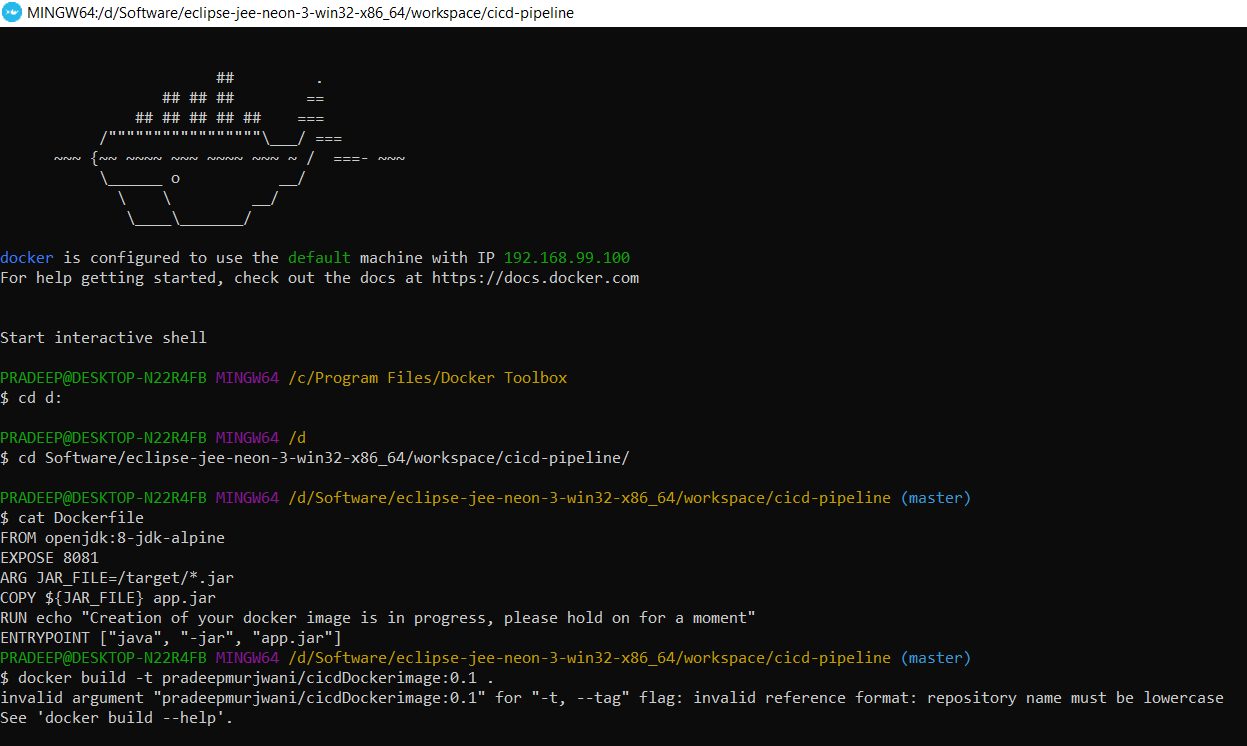 MINGW64:/d/Software/eclipse-jee-neon-3-win32-x86_64/workspace/cicd-pipeline
                        ##         .
                  ## ## ##        ==
               ## ## ## ## ##    ===
           /"""""""""""""""""\___/ ===
      ~~~ {~~ ~~~~ ~~~ ~~~~ ~~~ ~ /  ===- ~~~
           \______ o           __/
             \    \         __/
              \____\_______/
docker is configured to use the default machine with IP 192.168.99.100
For help getting started, check out the docs at https://docs.docker.com
Start interactive shell
PRADEEP@DESKTOP-N22R4FB MINGW64 /c/Program Files/Docker Toolbox
$ cd d:
PRADEEP@DESKTOP-N22R4FB MINGW64 /d
$ cd Software/eclipse-jee-neon-3-win32-x86_64/workspace/cicd-pipeline/
PRADEEP@DESKTOP-N22R4FB MINGW64 /d/Software/eclipse-jee-neon-3-win32-x86_64/workspace/cicd-pipeline (master)
$ cat Dockerfile
FROM openjdk:8-jdk-alpine
EXPOSE 8081
ARG JAR_FILE=/target/*.jar
COPY ${JAR_FILE} app.jar
RUN echo "Creation of your docker image is in progress, please hold on for a moment"
ENTRYPOINT ["java", "-jar", "app.jar"]
PRADEEP@DESKTOP-N22R4FB MINGW64 /d/Software/eclipse-jee-neon-3-win32-x86_64/workspace/cicd-pipeline (master)
$ docker build -t pradeepmurjwani/cicdDockerimage:0.1 .
invalid argument "pradeepmurjwani/cicdDockerimage:0.1" for "-t, --tag" flag: invalid reference format: repository name must be lowercase
See 'docker build --help'.